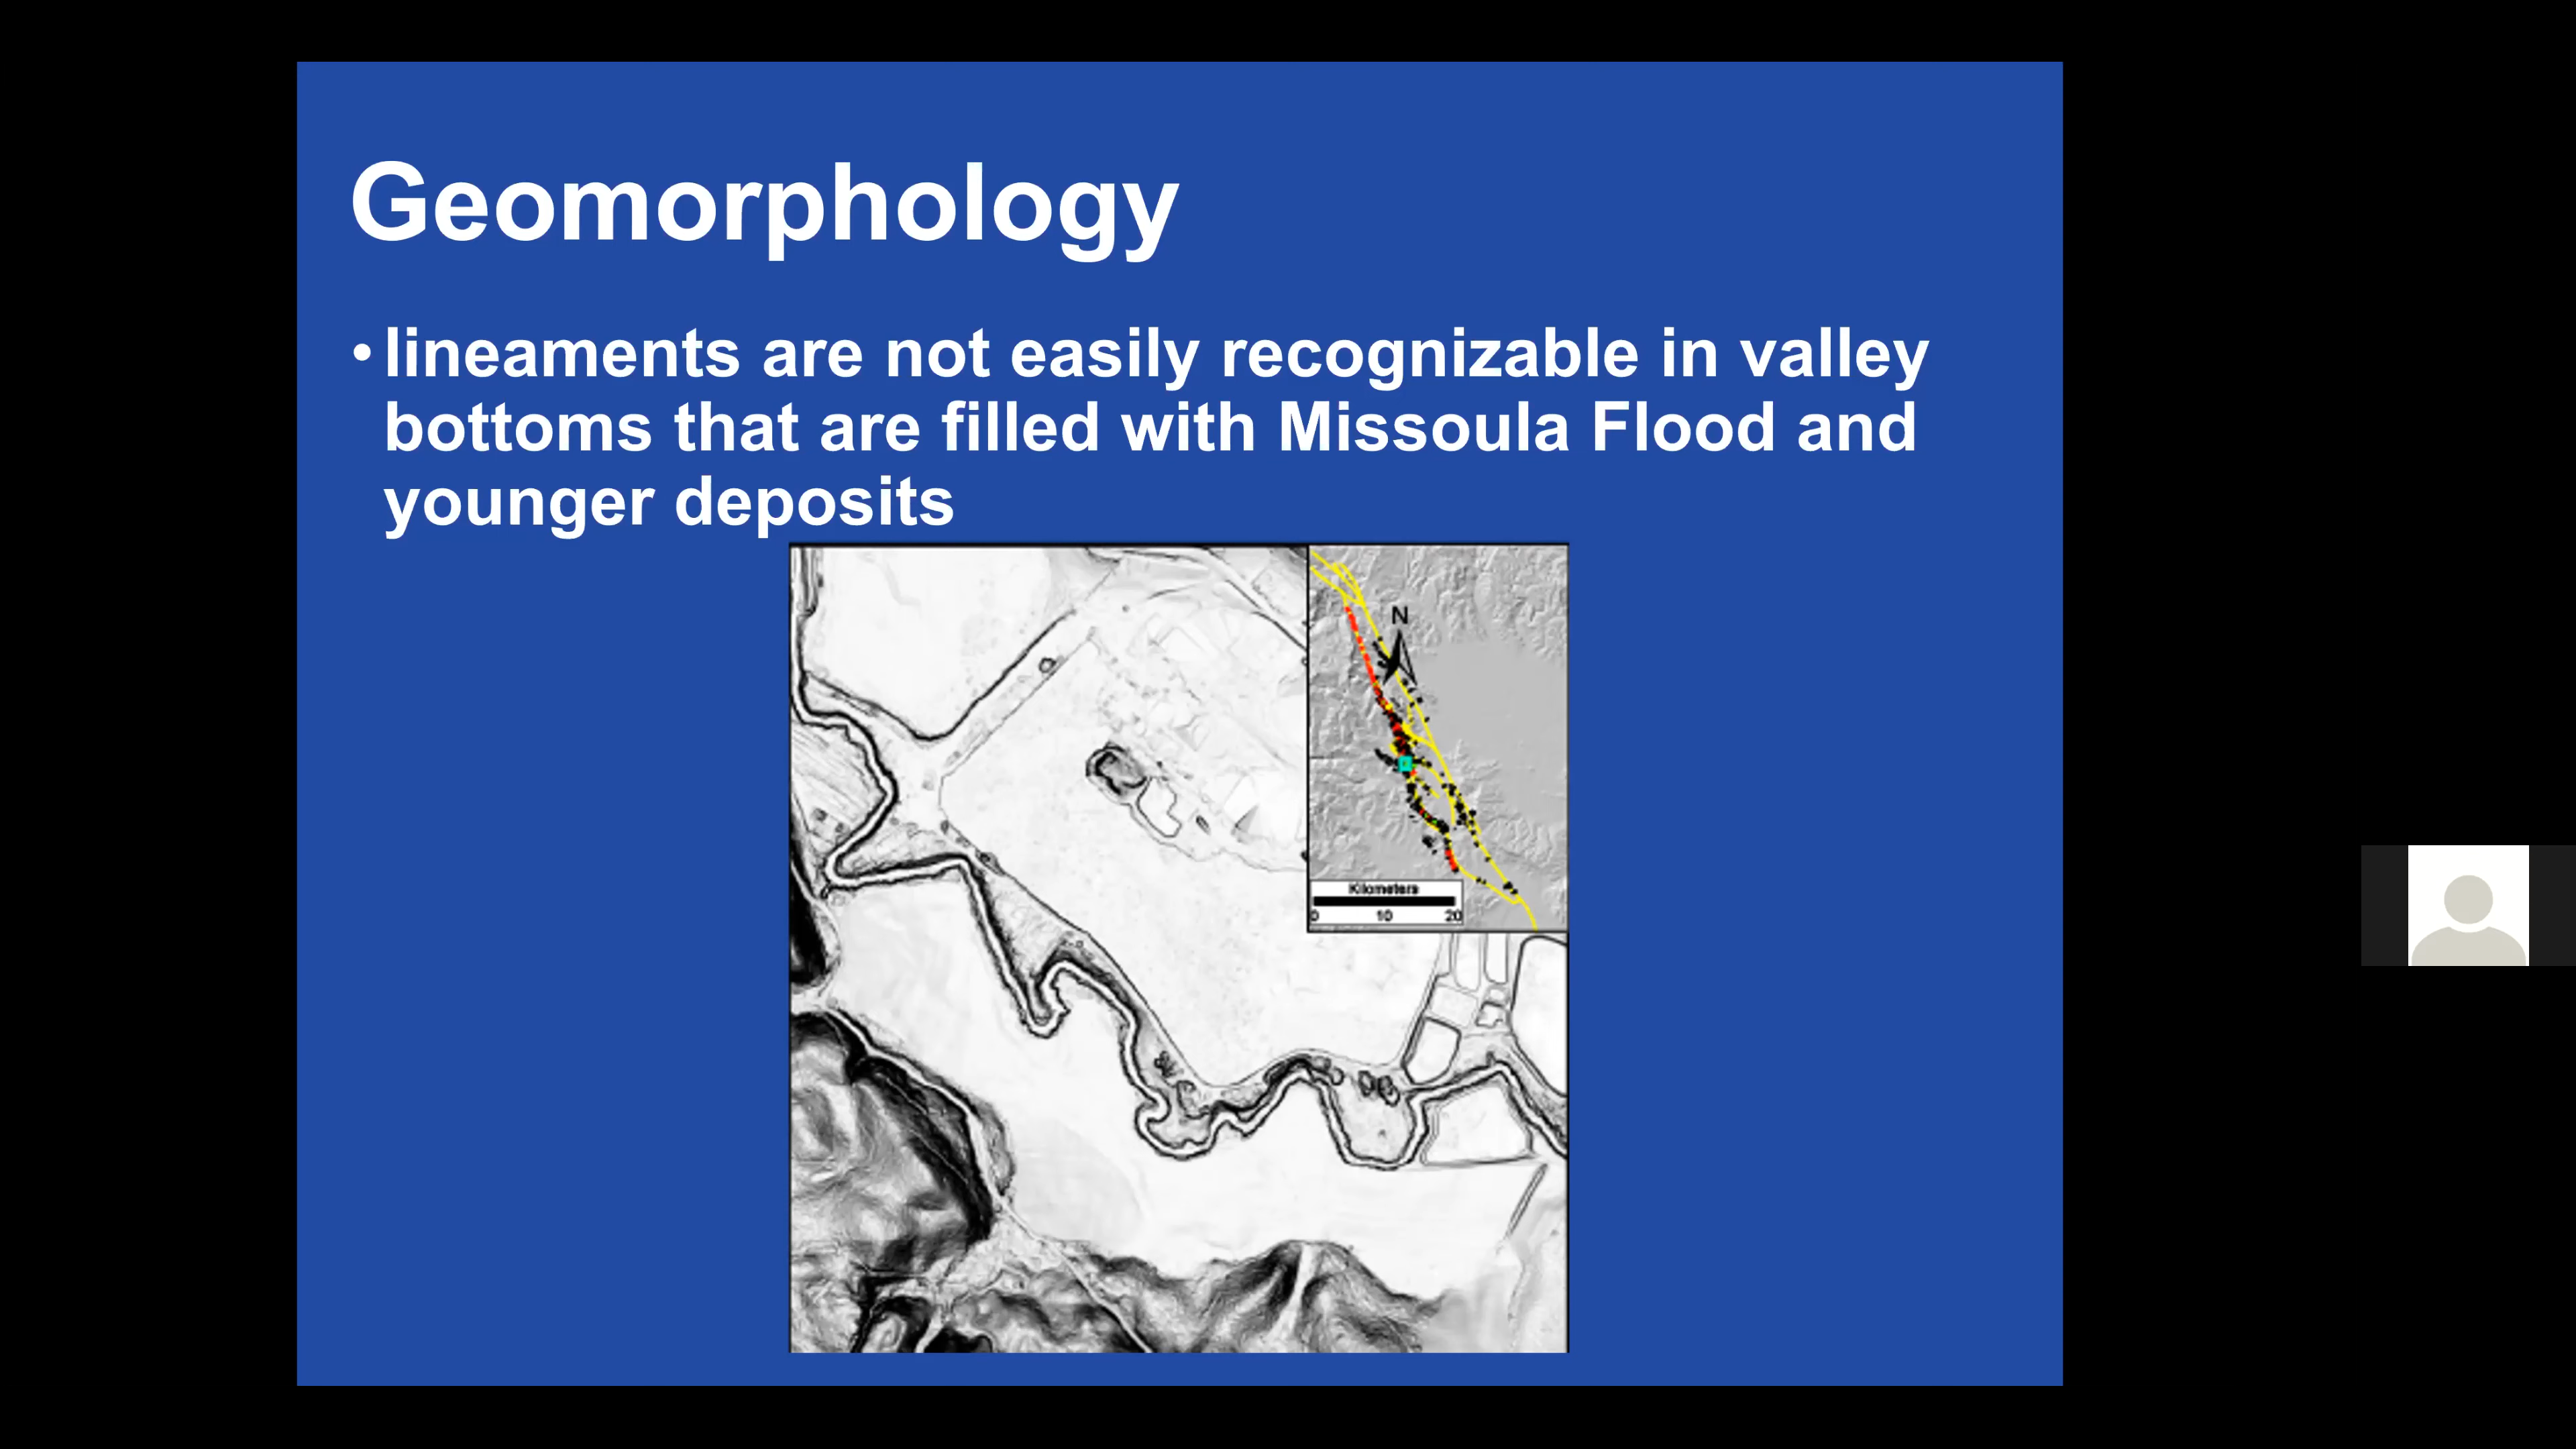 Geomorphology
• lineaments are not easily recognizable in valley
bottoms that are filled with Missoula Flood and
younger deposits
N
Kilometers
0 10 20